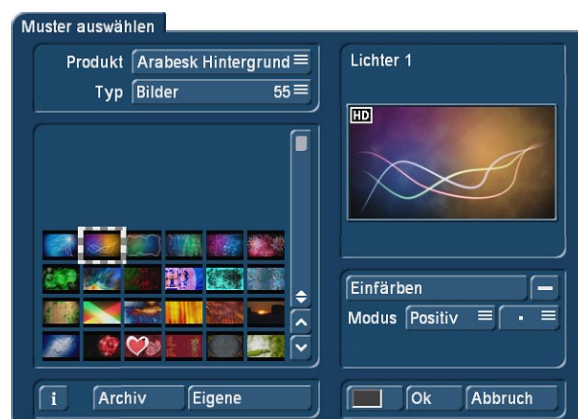 Muster auswählen
Produkt Arabesk Hintergrund
Typ Bilder 55
Lichter 1
HD
Einfärben
Modus Positiv
i Archiv Eigene
Ok Abbruch